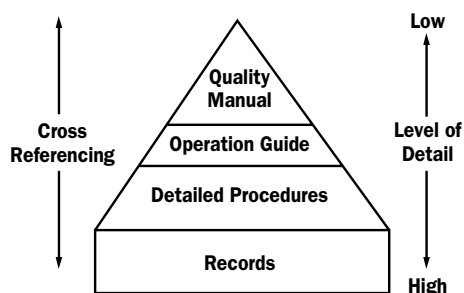 Low
Quality
Manual
Cross
Referencing
Operation Guide
Level of
Detail
Detailed Procedures
Records
High